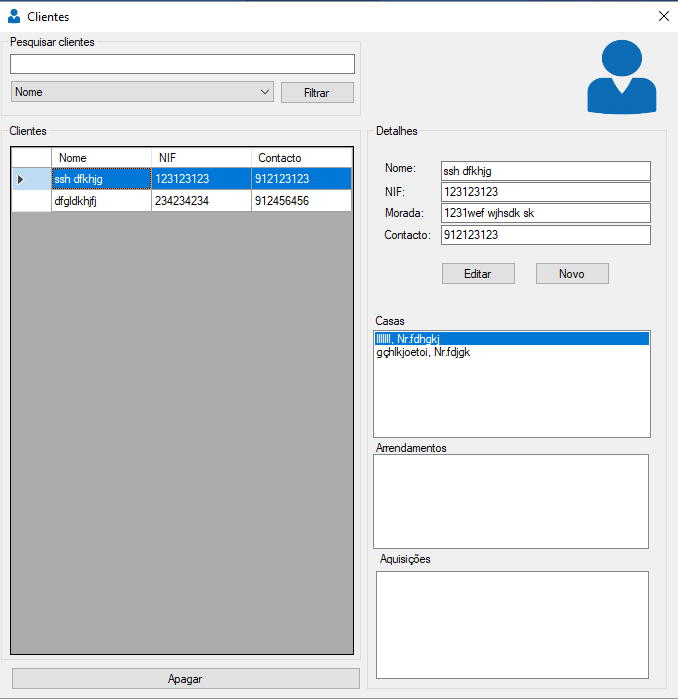 Clientes
Pesquisar clientes
Nome
Filtrar
Clientes
Nome NIF Contacto
ssh dfkhjg 123123123 912123123
dfgldkhfj 234234234 912456456
Apagar
Detalhes
Nome: ssh dfkhjg
NIF: 123123123
Morada: 1231wef wjhsdk sk
Contacto: 912123123
Editar Novo
Casas
lllllll, Nr.fdhgkj
gçhlkjoetoi, Nr.fdjgk
Arrendamentos
Aquisições